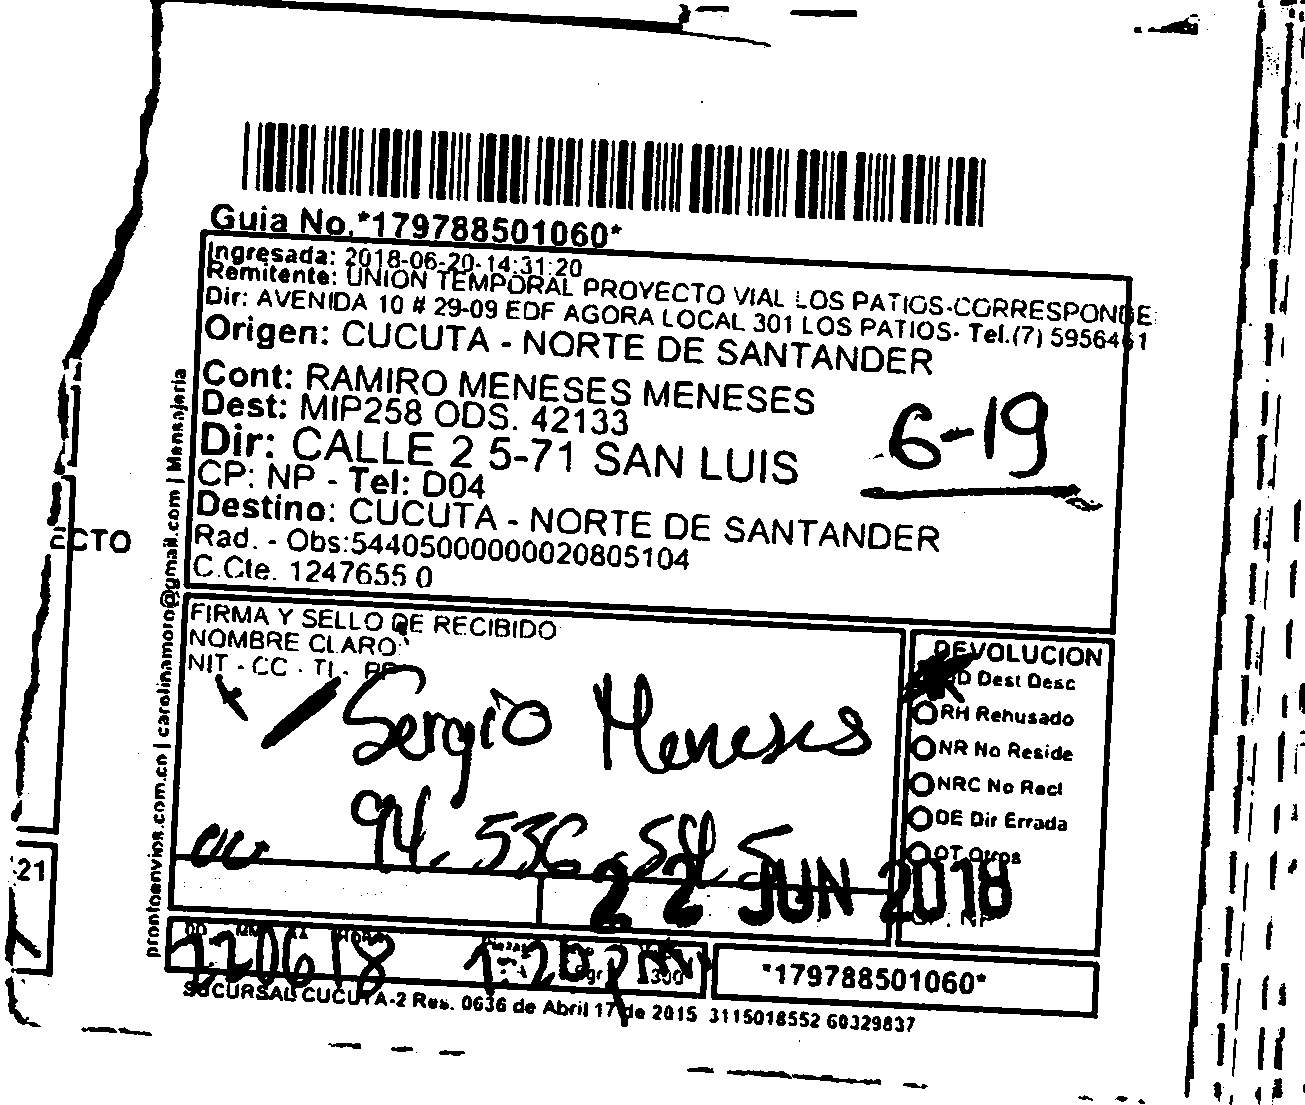 Guia No.*179788501060*
Ingresada: 2018-06-20-14:31:20
Remitente: UNION TEMPORAL PROYECTO VIAL LOS PATIOS-CORRESPONDE
Dir: AVENIDA 10 # 29-09 EDF AGORA LOCAL 301 LOS PATIOS- Tel.(7) 5956461
Origen: CUCUTA - NORTE DE SANTANDER
Cont: RAMIRO MENESES MENESES
Dest: MIP258 ODS. 42133
6-19
Dir: CALLE 2 5-71 SAN LUIS
CP: NP - Tel: D04
Destino: CUCUTA - NORTE DE SANTANDER
Rad. - Obs:544050000000020805104
C.Cte. 1247655 0
prontoenvios.com.co | carolinamoro@gmail.com | Mensajeria
ECTO
21
FIRMA Y SELLO DE RECIBIDO
NOMBRE CLARO
NIT - CC - TI -
Sergio Meneses
94. 536
DEVOLUCION
Dest Desc
RH Rehusado
NR No Reside
NRC No Recl
DE Dir Errada
OT Otros
22 JUN 2018
220618 1:20pm
*179788501060*
SUCURSAL CUCUTA-2 Res. 0636 de Abril 17 de 2015 3115018552 60329837